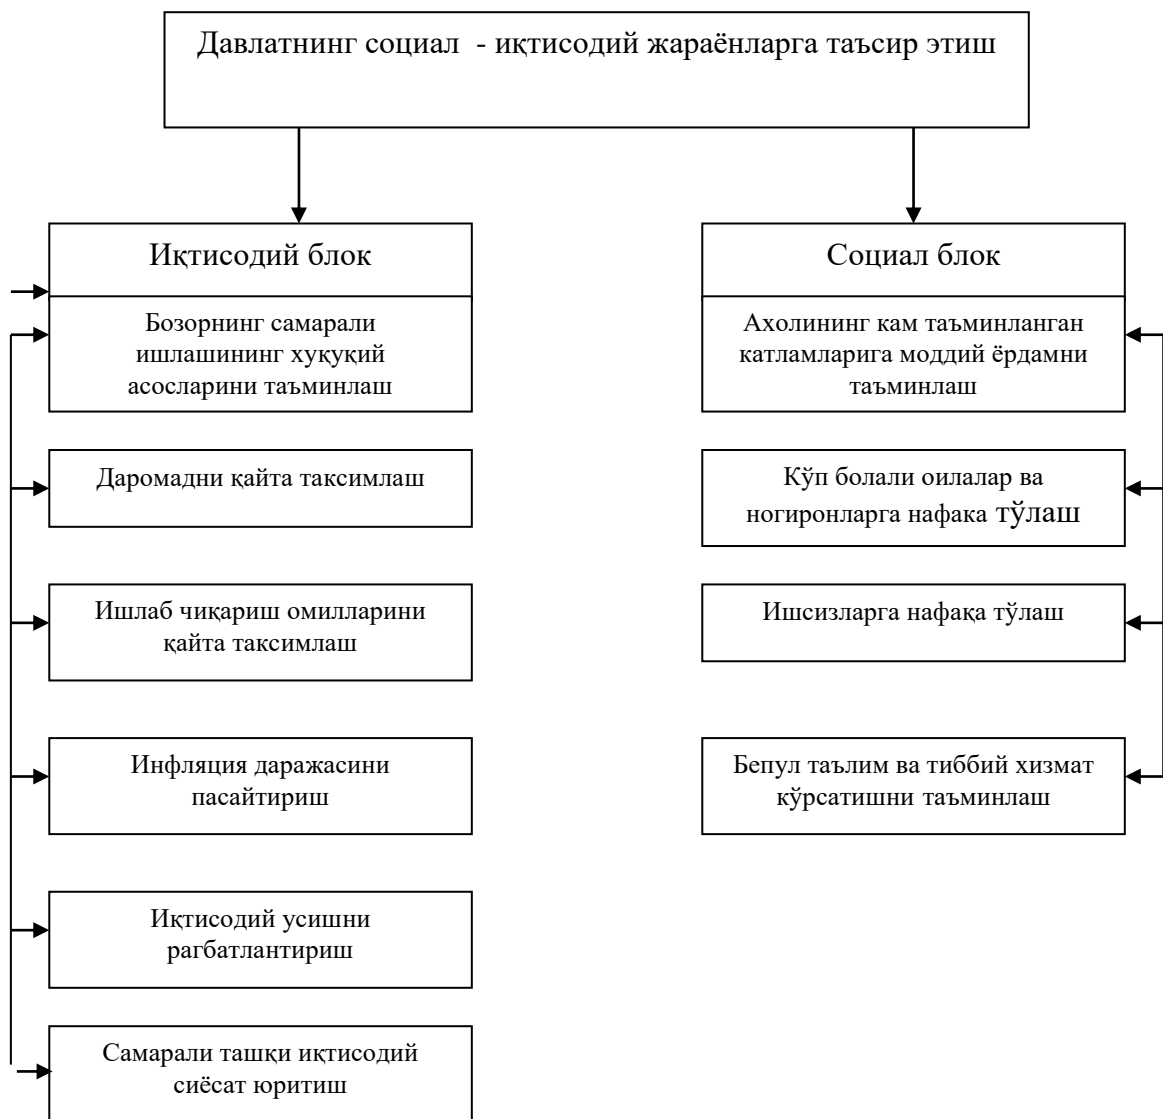 Давлатнинг социал - иқтисодий жараёнларга таъсир этиш
Иқтисодий блок
Бозорнинг самарали
ишлашининг хуқуқий
асосларини таъминлаш
Даромадни қайта таксимлаш
Ишлаб чиқариш омилларини
қайта таксимлаш
Инфляция даражасини
пасайтириш
Иқтисодий усишни
рагбатлантириш
Самарали ташқи иқтисодий
сиёсат юритиш
Социал блок
Ахолининг кам таъминланган
катламларига моддий ёрдамни
таъминлаш
Кўп болали оилалар ва
ногиронларга нафака тўлаш
Ишсизларга нафақа тўлаш
Бепул таълим ва тиббий хизмат
кўрсатишни таъминлаш